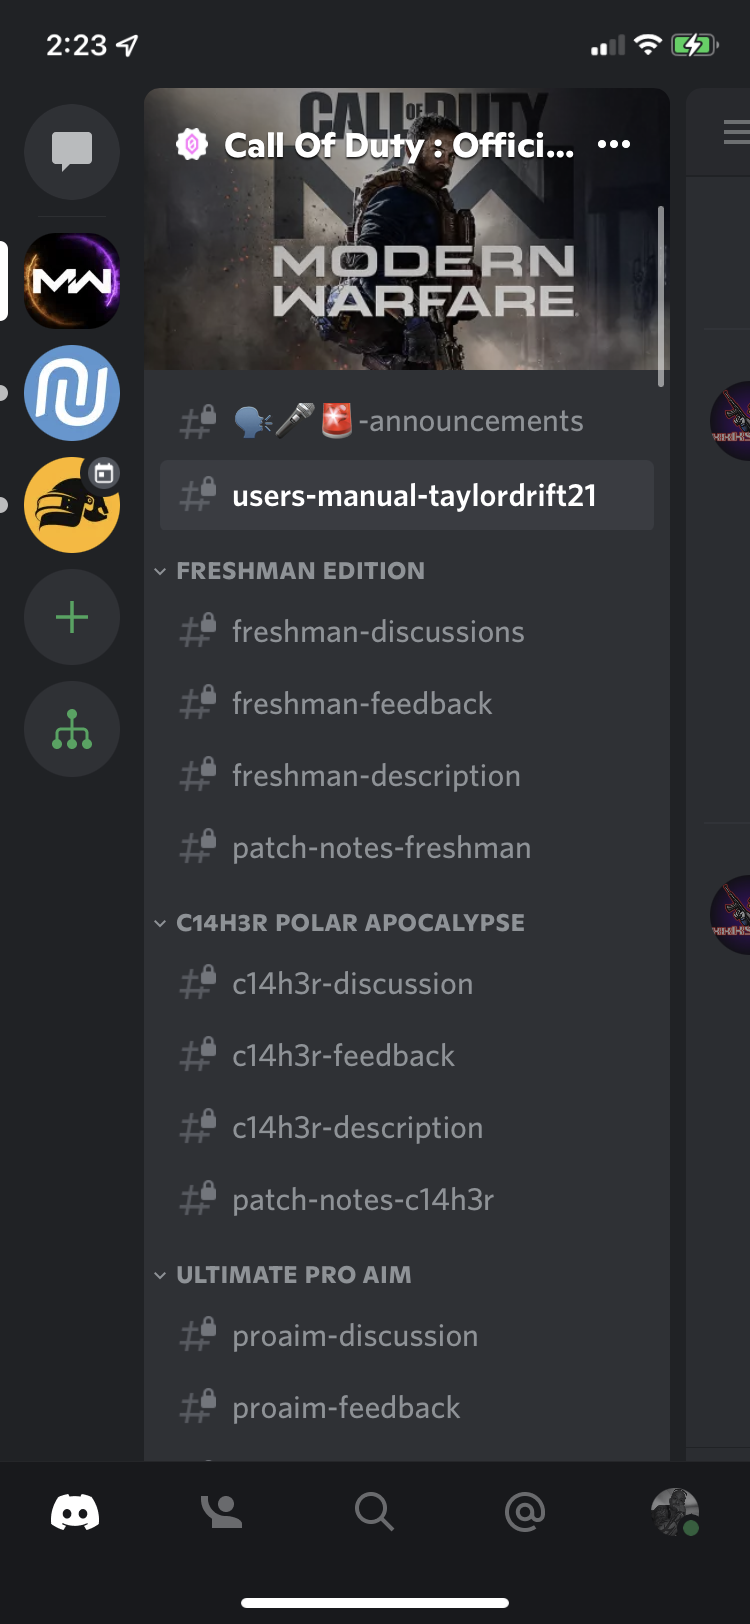 2:23
CALL OF DUTY
Call Of Duty : Offici...
MW
MODERN
WARFARE
-announcements
users-manual-taylordrift21
FRESHMAN EDITION
freshman-discussions
freshman-feedback
freshman-description
patch-notes-freshman
C14H3R POLAR APOCALYPSE
c14h3r-discussion
c14h3r-feedback
c14h3r-description
patch-notes-c14h3r
ULTIMATE PRO AIM
proaim-discussion
proaim-feedback